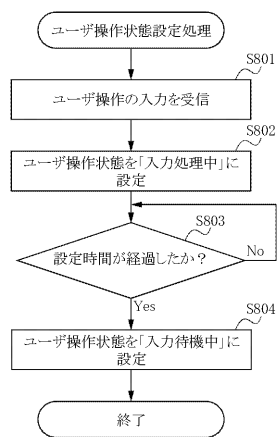 ユーザ操作状態設定処理
S801
ユーザ操作の入力を受信
S802
ユーザ操作状態を「入力処理中」に
設定
S803
設定時間が経過したか？
No
Yes
S804
ユーザ操作状態を「入力待機中」に
設定
終了